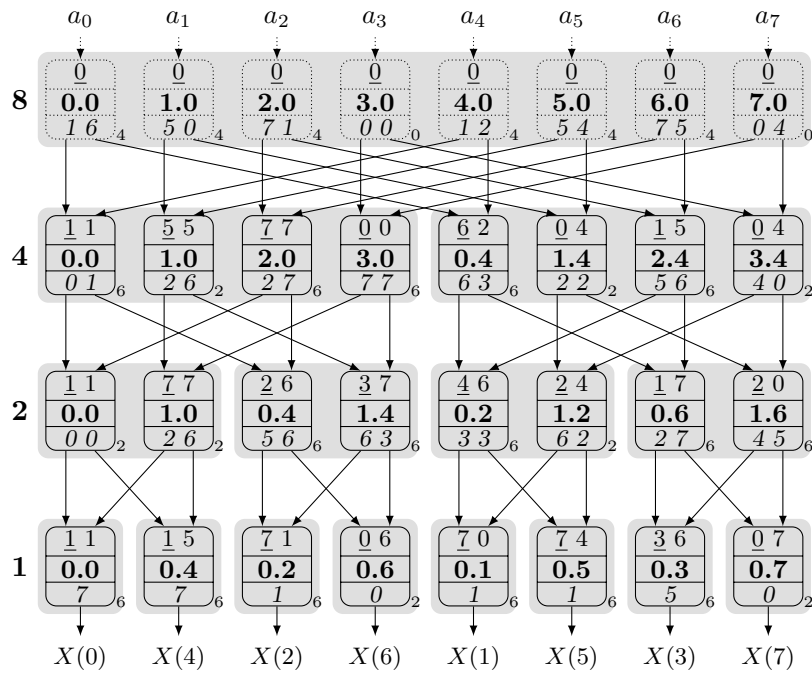 a0 a1 a2 a3 a4 a5 a6 a7
0 0 0 0 0 0 0 0
8 0.0 1.0 2.0 3.0 4.0 5.0 6.0 7.0
1 6 4 5 0 4 7 1 4 0 0 0 1 2 4 5 4 4 7 5 4 0 4 0
1 1 5 5 7 7 0 0 6 2 0 4 1 5 0 4
4 0.0 1.0 2.0 3.0 0.4 1.4 2.4 3.4
0 1 6 2 6 2 2 7 6 7 7 6 6 3 6 2 2 2 5 6 6 4 0 2
1 1 7 7 2 6 3 7 4 6 2 4 1 7 2 0
2 0.0 1.0 0.4 1.4 0.2 1.2 0.6 1.6
0 0 2 2 6 2 5 6 6 6 3 6 3 3 6 6 2 2 2 7 6 4 5 6
1 1 1 5 7 1 0 6 7 0 7 4 3 6 0 7
1 0.0 0.4 0.2 0.6 0.1 0.5 0.3 0.7
7 6 7 6 1 6 0 2 1 6 1 6 5 6 0 2
X(0) X(4) X(2) X(6) X(1) X(5) X(3) X(7)